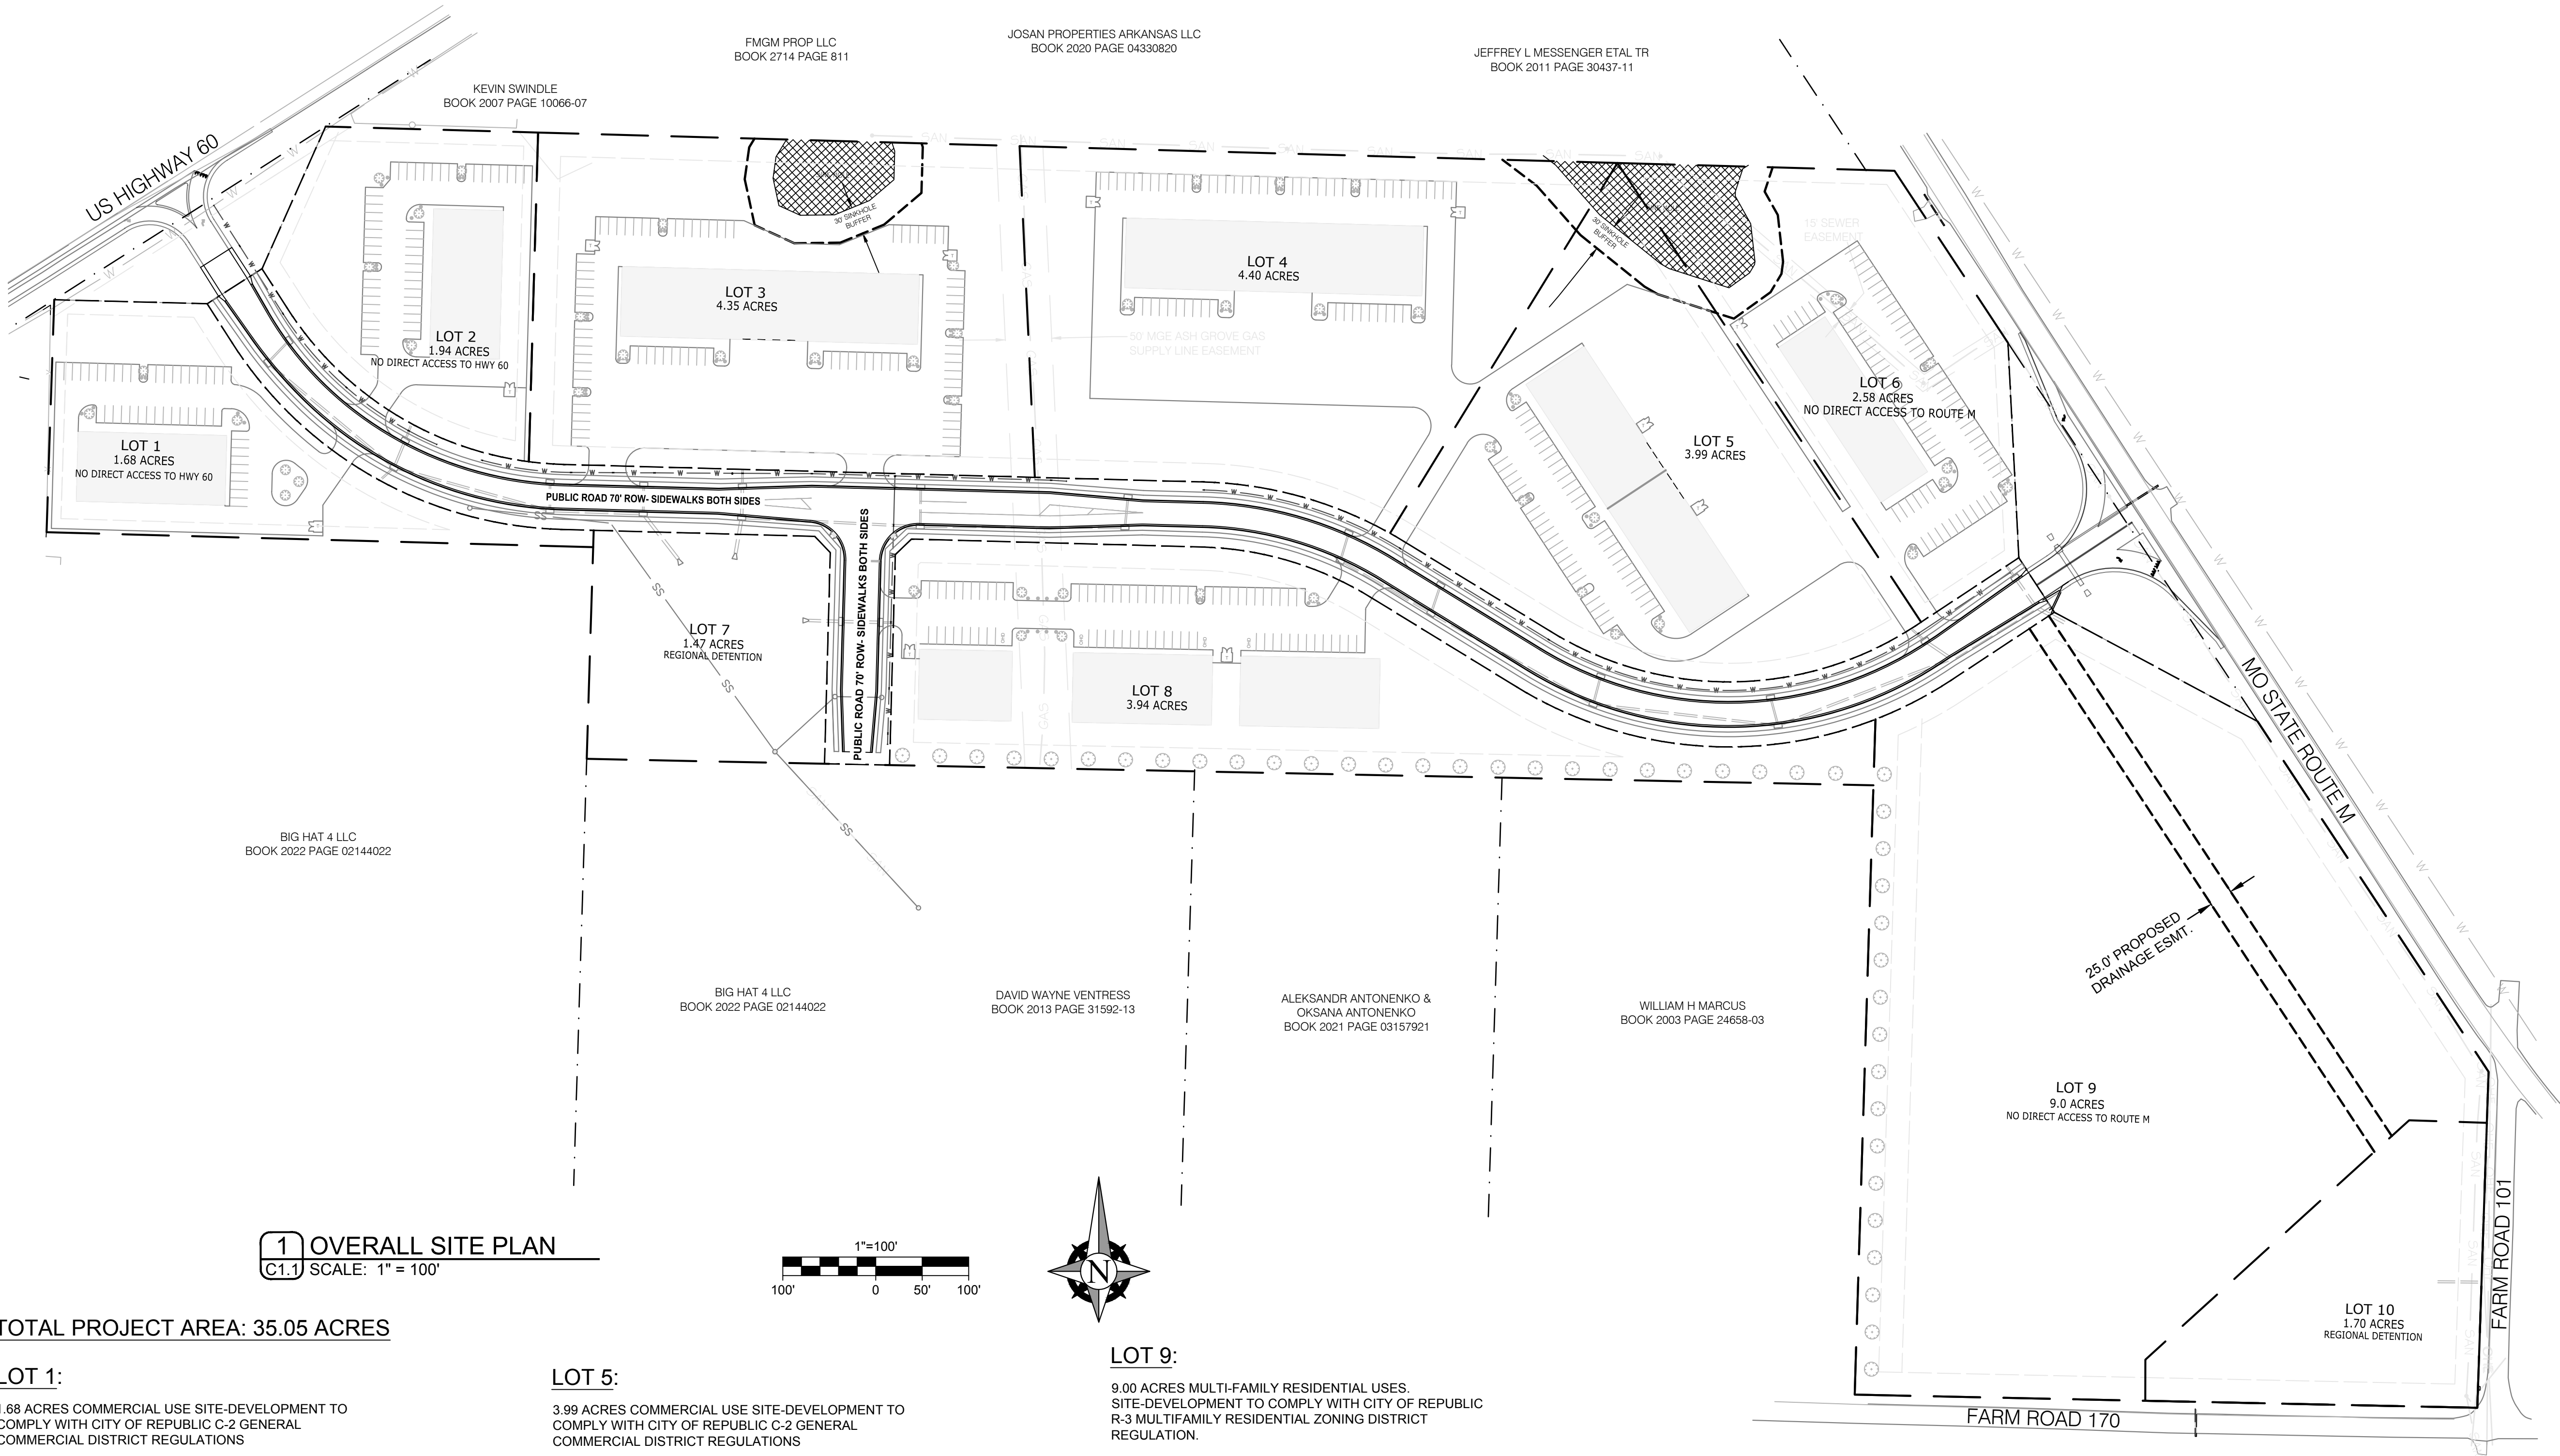 FMGM PROP LLC
BOOK 2714 PAGE 811
JOSAN PROPERTIES ARKANSAS LLC
BOOK 2020 PAGE 04330820
JEFFREY L MESSENGER ETAL TR
BOOK 2011 PAGE 30437-11
KEVIN SWINDLE
BOOK 2007 PAGE 10066-07
US HIGHWAY 60
30' SINKHOLE
BUFFER
30' SINKHOLE
BUFFER
15' SEWER
EASEMENT
LOT 1
1.68 ACRES
NO DIRECT ACCESS TO HWY 60
LOT 2
1.94 ACRES
NO DIRECT ACCESS TO HWY 60
LOT 3
4.35 ACRES
LOT 4
4.40 ACRES
50' MGE ASH GROVE GAS
SUPPLY LINE EASEMENT
LOT 5
3.99 ACRES
LOT 6
2.58 ACRES
NO DIRECT ACCESS TO ROUTE M
PUBLIC ROAD 70' ROW- SIDEWALKS BOTH SIDES
PUBLIC ROAD 70' ROW- SIDEWALKS BOTH SIDES
LOT 7
1.47 ACRES
REGIONAL DETENTION
LOT 8
3.94 ACRES
MO STATE ROUTE M
BIG HAT 4 LLC
BOOK 2022 PAGE 02144022
BIG HAT 4 LLC
BOOK 2022 PAGE 02144022
DAVID WAYNE VENTRESS
BOOK 2013 PAGE 31592-13
ALEKSANDR ANTONENKO &
OKSANA ANTONENKO
BOOK 2021 PAGE 03157921
WILLIAM H MARCUS
BOOK 2003 PAGE 24658-03
25.0' PROPOSED
DRAINAGE ESMT.
LOT 9
9.0 ACRES
NO DIRECT ACCESS TO ROUTE M
LOT 10
1.70 ACRES
REGIONAL DETENTION
FARM ROAD 101
FARM ROAD 170
1 OVERALL SITE PLAN
C1.1 SCALE: 1" = 100'
1"=100'
100' 0 50' 100'
N
TOTAL PROJECT AREA: 35.05 ACRES
LOT 1:
1.68 ACRES COMMERCIAL USE SITE-DEVELOPMENT TO
COMPLY WITH CITY OF REPUBLIC C-2 GENERAL
COMMERCIAL DISTRICT REGULATIONS
LOT 5:
3.99 ACRES COMMERCIAL USE SITE-DEVELOPMENT TO
COMPLY WITH CITY OF REPUBLIC C-2 GENERAL
COMMERCIAL DISTRICT REGULATIONS
LOT 9:
9.00 ACRES MULTI-FAMILY RESIDENTIAL USES.
SITE-DEVELOPMENT TO COMPLY WITH CITY OF REPUBLIC
R-3 MULTIFAMILY RESIDENTIAL ZONING DISTRICT
REGULATION.